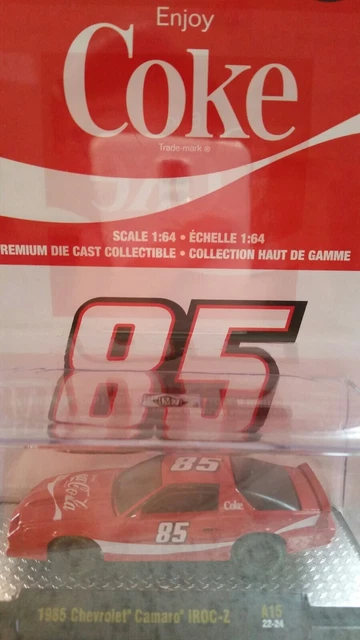 Enjoy
Coke
Trade-mark ®
SCALE 1:64 • ÉCHELLE 1:64
REMIUM DIE CAST COLLECTIBLE • COLLECTION HAUT DE GAMME
85
85
Coca-Cola
Coke
85
1985 Chevrolet® Camaro® IROC-Z
A15
22-24